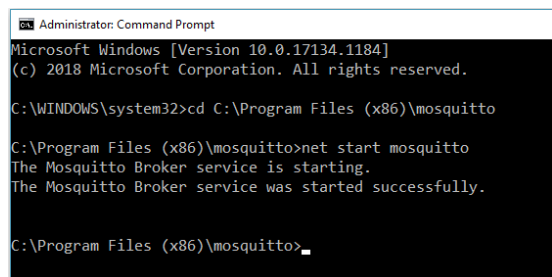 Administrator: Command Prompt
Microsoft Windows [Version 10.0.17134.1184]
(c) 2018 Microsoft Corporation. All rights reserved.
C:\WINDOWS\system32>cd C:\Program Files (x86)\mosquitto
C:\Program Files (x86)\mosquitto>net start mosquitto
The Mosquitto Broker service is starting.
The Mosquitto Broker service was started successfully.
C:\Program Files (x86)\mosquitto>